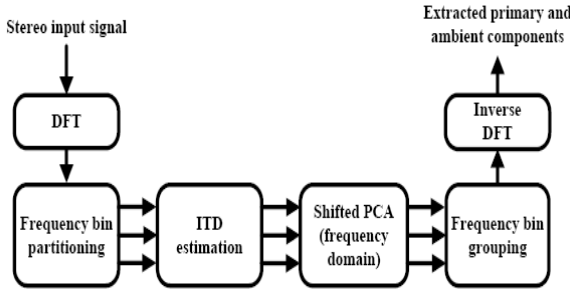 Stereo input signal
DFT
Frequency bin
partitioning
ITD
estimation
Shifted PCA
(frequency
domain)
Frequency bin
grouping
Inverse
DFT
Extracted primary and
ambient components